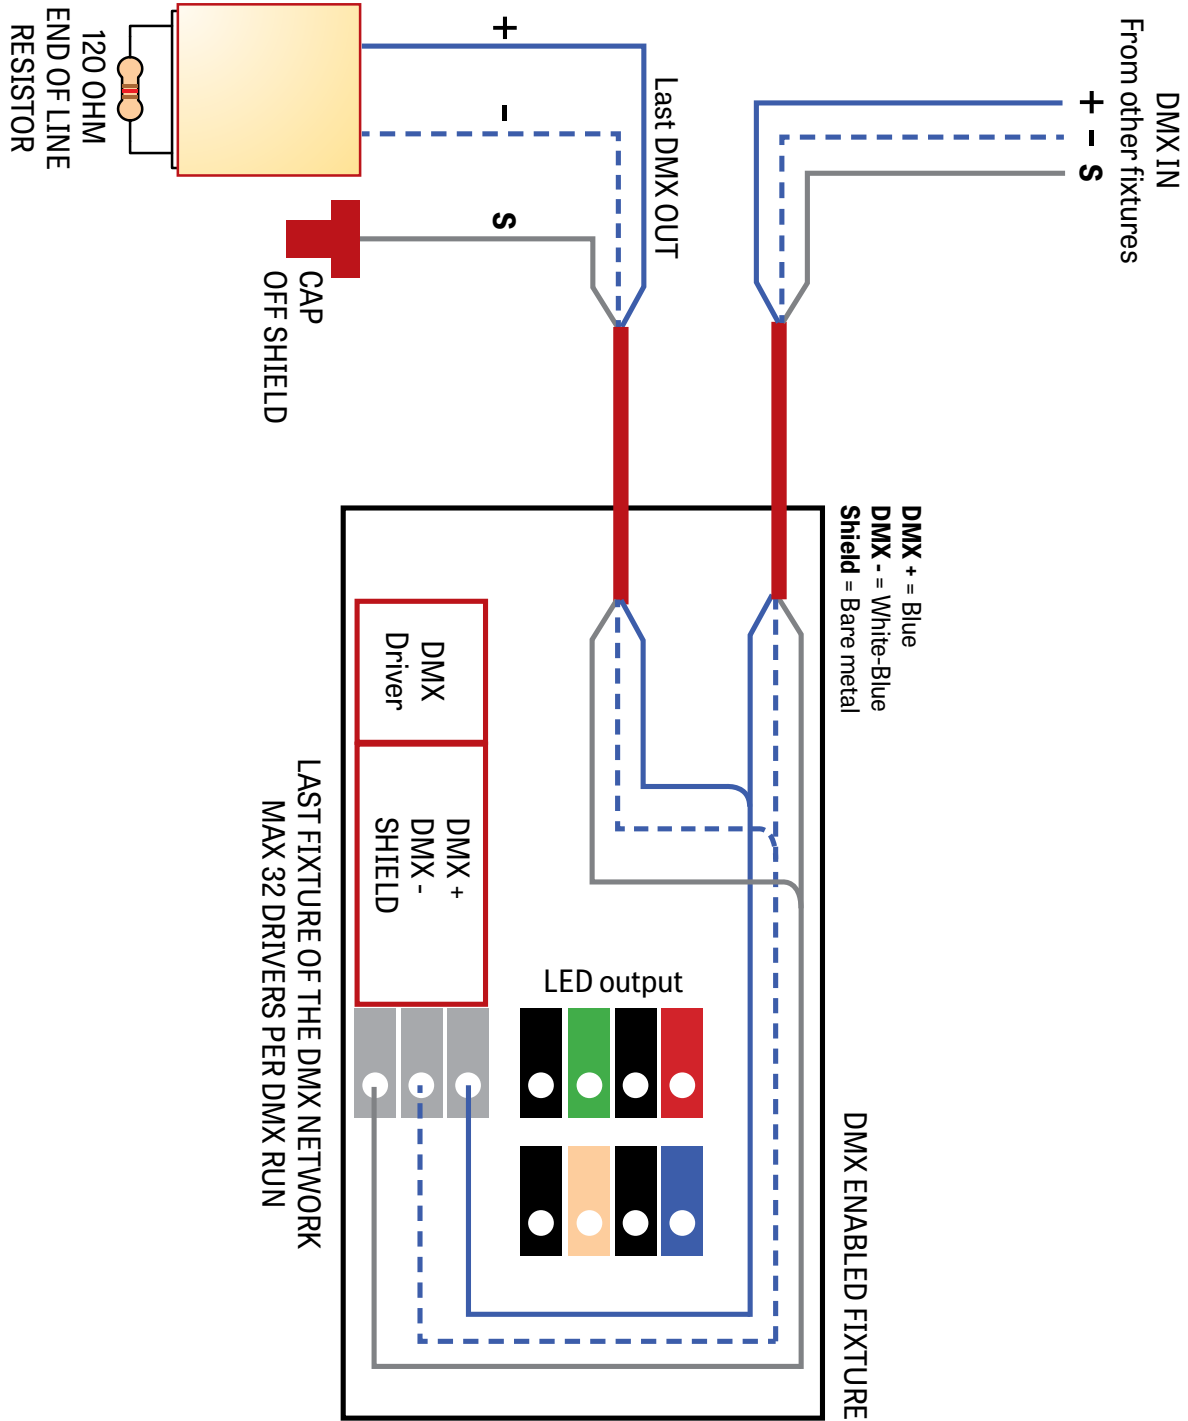 DMX IN
From other fixtures
+
-
S
Last DMX OUT
+
-
S
120 OHM
END OF LINE
RESISTOR
CAP
OFF SHIELD
DMX + = Blue
DMX - = White-Blue
Shield = Bare metal
DMX ENABLED FIXTURE
DMX
Driver
DMX +
DMX -
SHIELD
LED output
LAST FIXTURE OF THE DMX NETWORK
MAX 32 DRIVERS PER DMX RUN